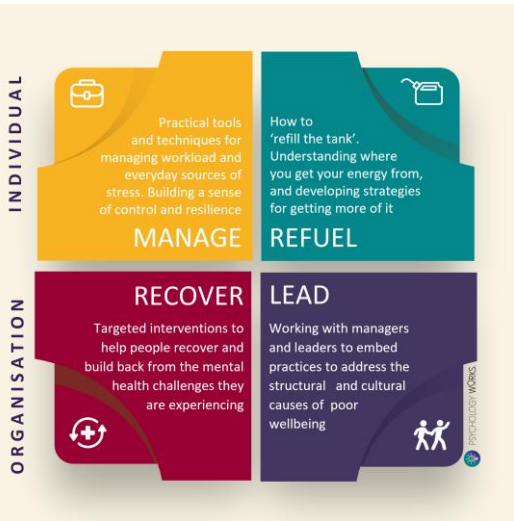 INDIVIDUAL
Practical tools
and techniques for
managing workload and
everyday sources of
stress. Building a sense
of control and resilience
MANAGE
How to
'refill the tank'.
Understanding where
you get your energy from,
and developing strategies
for getting more of it
REFUEL
ORGANISATION
RECOVER
Targeted interventions to
help people recover and
build back from the mental
health challenges they
are experiencing
LEAD
Working with managers
and leaders to embed
practices to address the
structural and cultural
causes of poor
wellbeing
PSYCHOLOGY WORKS